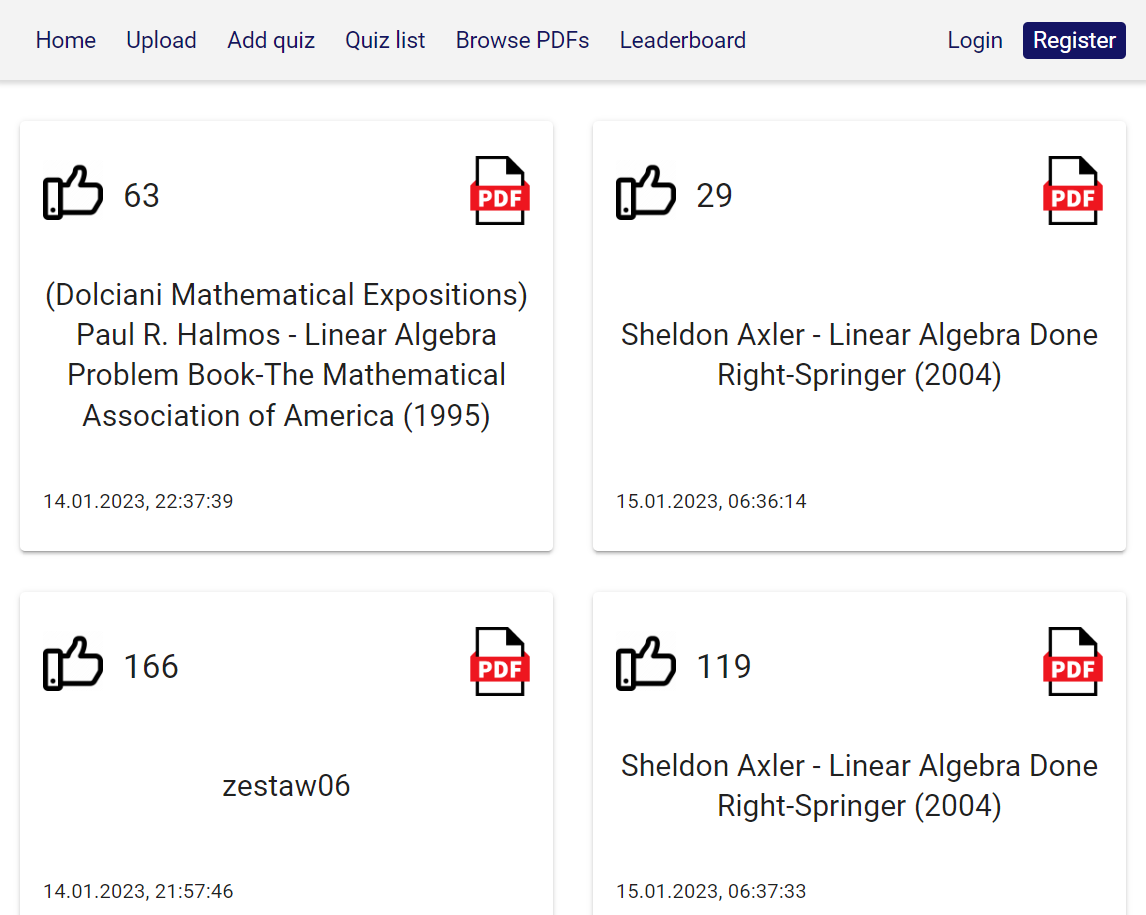 Home Upload Add quiz Quiz list Browse PDFs Leaderboard Login Register
63
PDF
(Dolciani Mathematical Expositions)
Paul R. Halmos - Linear Algebra
Problem Book-The Mathematical
Association of America (1995)
14.01.2023, 22:37:39
29
PDF
Sheldon Axler - Linear Algebra Done
Right-Springer (2004)
15.01.2023, 06:36:14
166
PDF
zestaw06
14.01.2023, 21:57:46
119
PDF
Sheldon Axler - Linear Algebra Done
Right-Springer (2004)
15.01.2023, 06:37:33